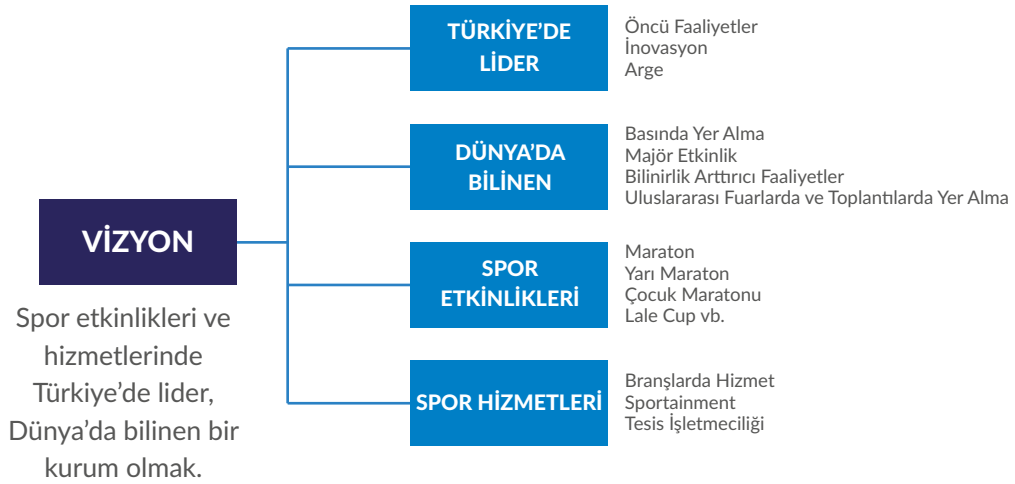 VİZYON
Spor etkinlikleri ve
hizmetlerinde
Türkiye’de lider,
Dünya’da bilinen bir
kurum olmak.
TÜRKİYE’DE
LİDER
Öncü Faaliyetler
İnovasyon
Arge
DÜNYA’DA
BİLİNEN
Basında Yer Alma
Majör Etkinlik
Bilinirlik Arttırıcı Faaliyetler
Uluslararası Fuarlarda ve Toplantılarda Yer Alma
SPOR
ETKİNLİKLERİ
Maraton
Yarı Maraton
Çocuk Maratonu
Lale Cup vb.
SPOR HİZMETLERİ
Branşlarda Hizmet
Sportainment
Tesis İşletmeciliği